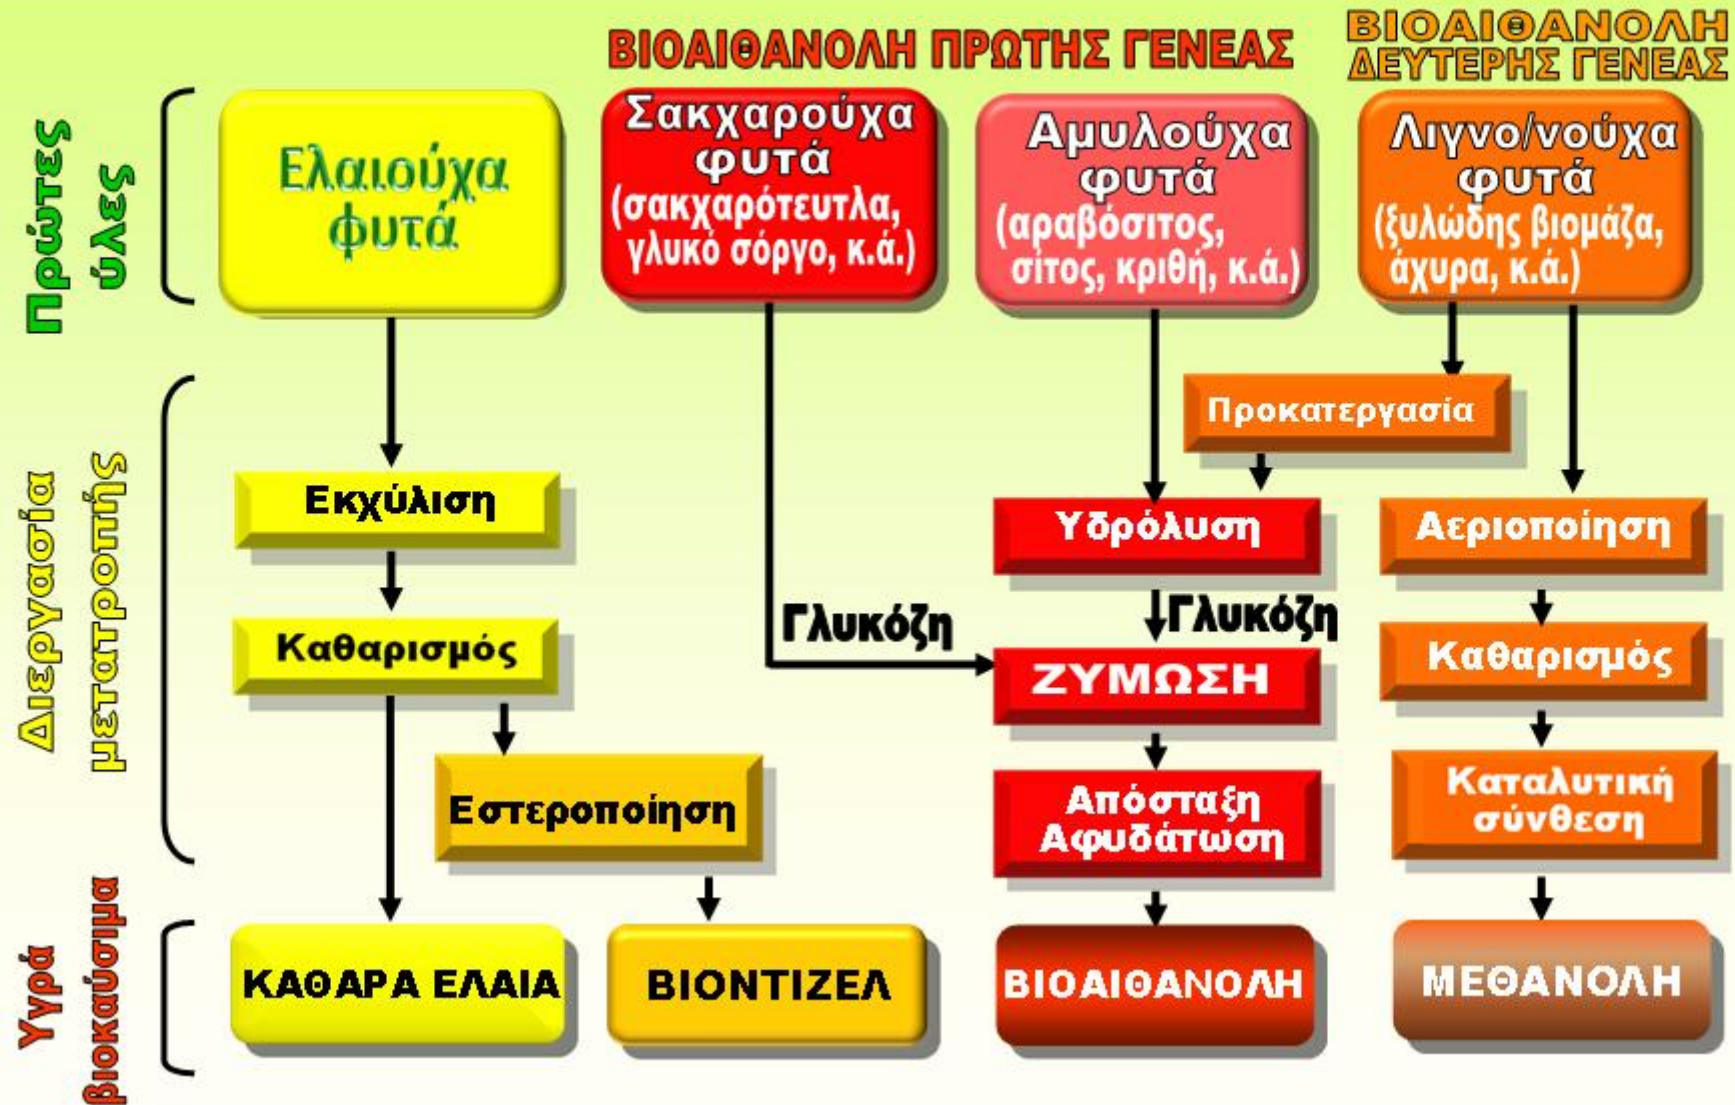 ΒΙΟΑΙΘΑΝΟΛΗ ΠΡΩΤΗΣ ΓΕΝΕΑΣ
ΒΙΟΑΙΘΑΝΟΛΗ
ΔΕΥΤΕΡΗΣ ΓΕΝΕΑΣ
Πρώτες
ύλες
Ελαιούχα
φυτά
Σακχαρούχα
φυτά
(σακχαρότευτλα,
γλυκό σόργο, κ.ά.)
Αμυλούχα
φυτά
(αραβόσιτος,
σίτος, κριθή, κ.ά.)
Λιγνο/νούχα
φυτά
(ξυλώδης βιομάζα,
άχυρα, κ.ά.)
Διεργασία
μετατροπής
Προκατεργασία
Εκχύλιση
Υδρόλυση
Αεριοποίηση
Γλυκόζη
Γλυκόζη
Καθαρισμός
ΖΥΜΩΣΗ
Καθαρισμός
Εστεροποίηση
Απόσταξη
Αφυδάτωση
Καταλυτική
σύνθεση
Υγρά
βιοκαύσιμα
ΚΑΘΑΡΑ ΕΛΑΙΑ
ΒΙΟΝΤΙΖΕΛ
ΒΙΟΑΙΘΑΝΟΛΗ
ΜΕΘΑΝΟΛΗ